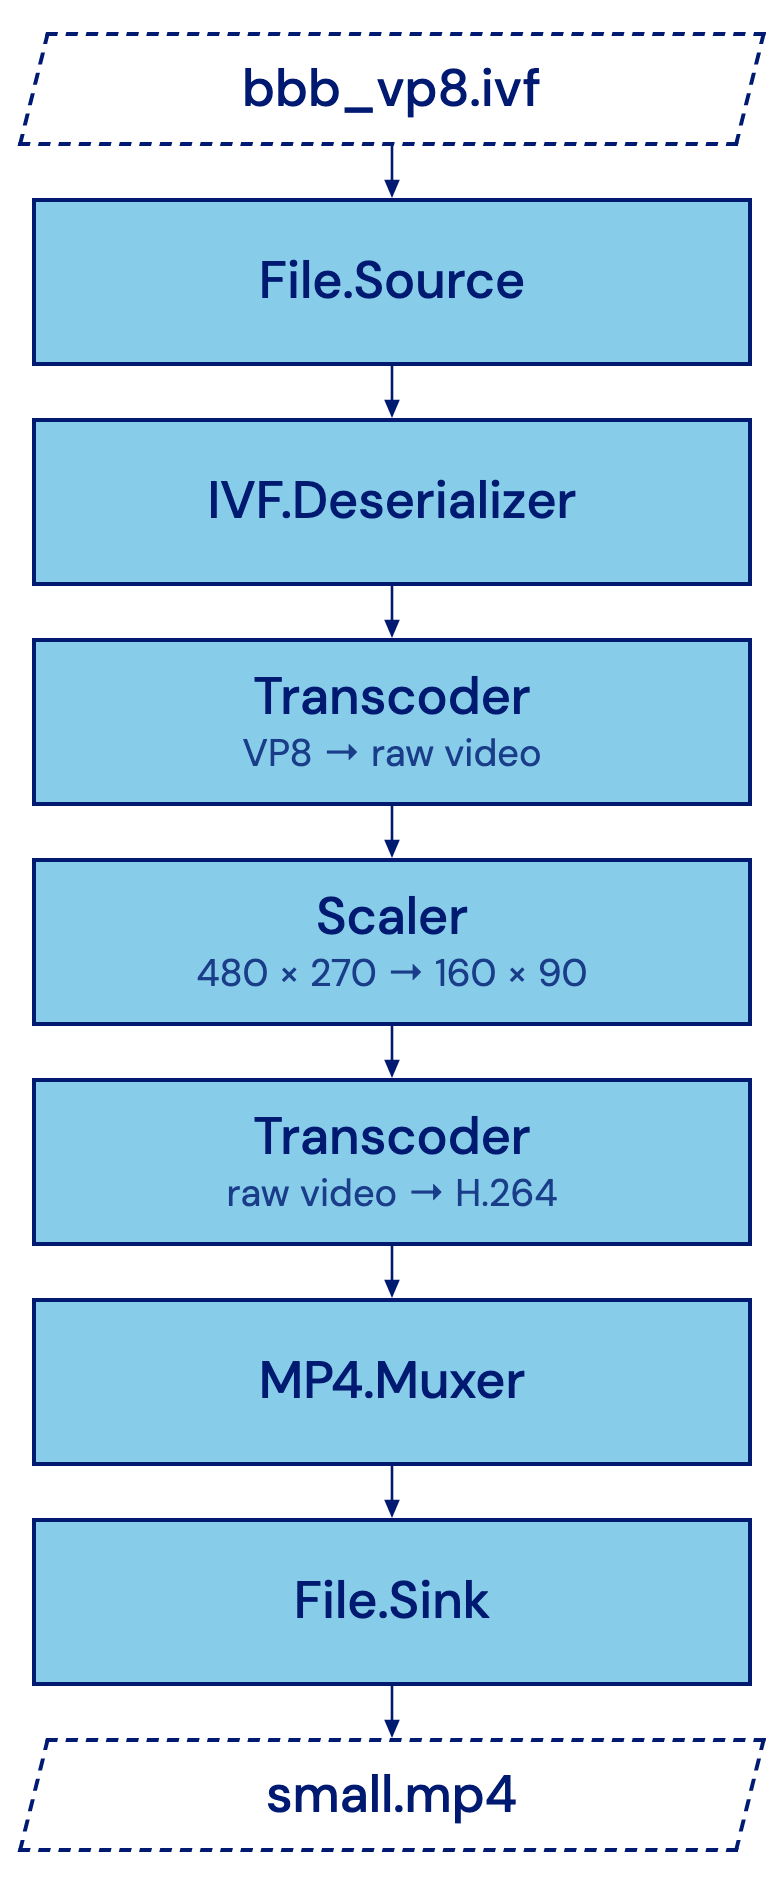 bbb_vp8.ivf
File.Source
IVF.Deserializer
Transcoder
VP8 → raw video
Scaler
480 × 270 → 160 × 90
Transcoder
raw video → H.264
MP4.Muxer
File.Sink
small.mp4